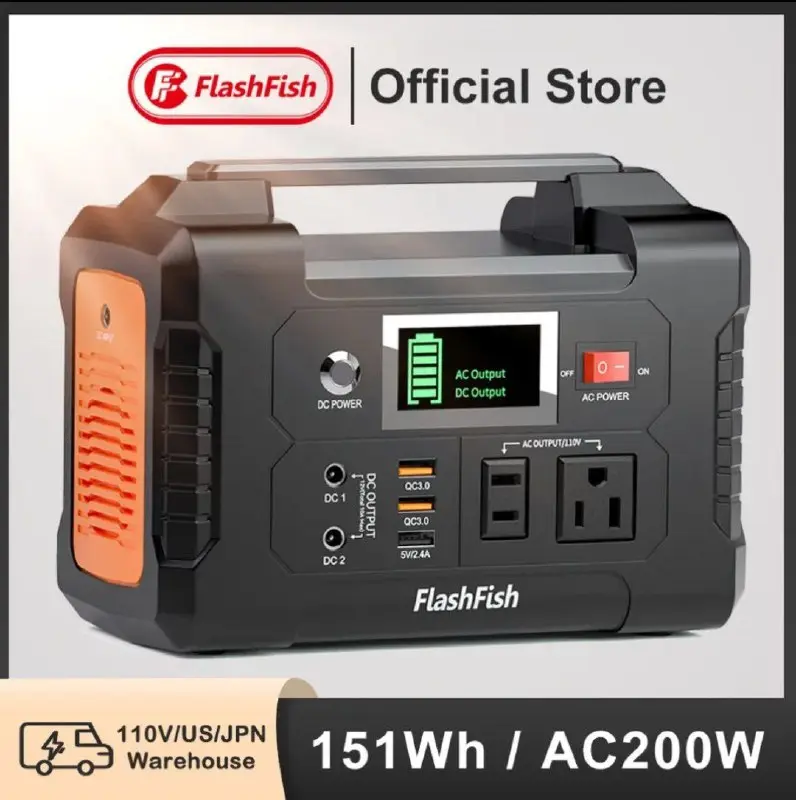 FlashFish
Official Store
DC POWER
AC Output
DC Output
OFF
ON
AC POWER
AC OUTPUT/110V
DC 1
DC OUTPUT
QC3.0
QC3.0
DC 2
5V/2.4A
FlashFish
110V/US/JPN
Warehouse
151Wh / AC200W